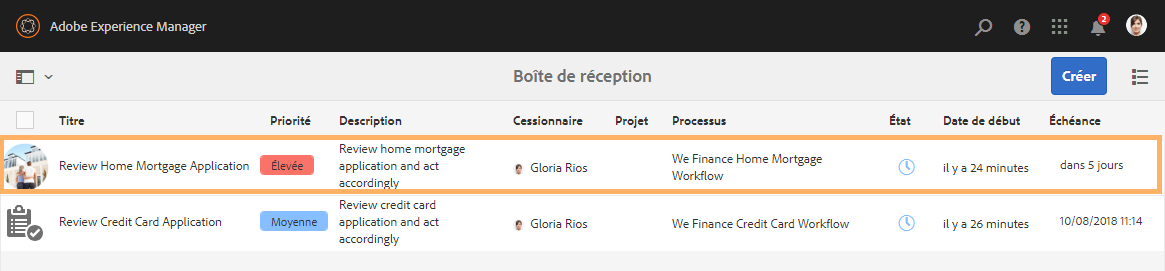 Adobe Experience Manager
2
Boîte de réception
Créer
Titre Priorité Description Cessionnaire Projet Processus État Date de début Échéance
Review Home Mortgage Application Élevée Review home mortgage application and act accordingly Gloria Rios We Finance Home Mortgage Workflow il y a 24 minutes dans 5 jours
Review Credit Card Application Moyenne Review credit card application and act accordingly Gloria Rios We Finance Credit Card Workflow il y a 26 minutes 10/08/2018 11:14